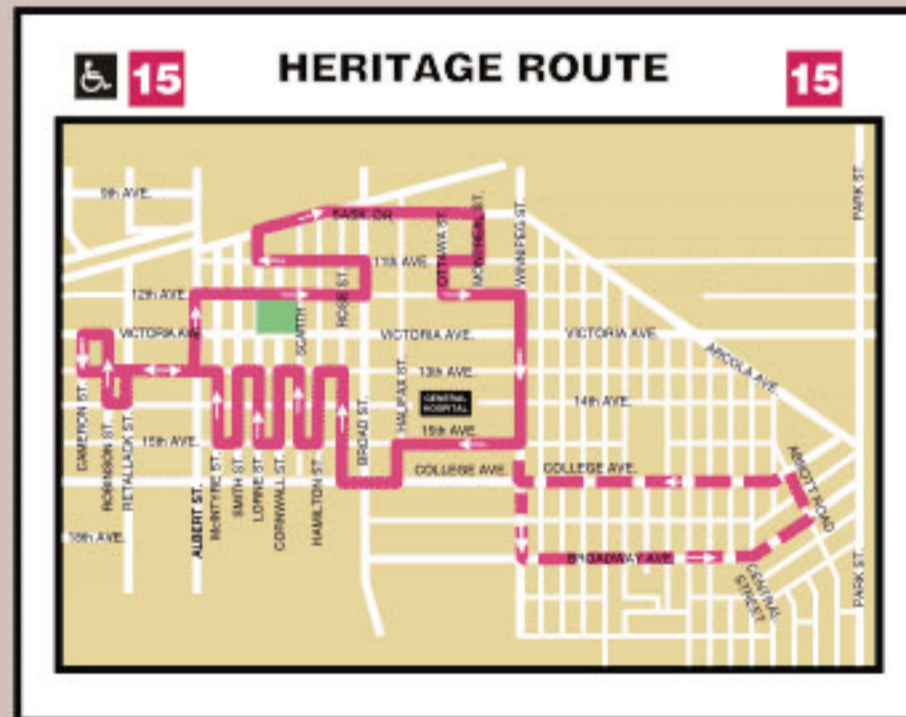 15
HERITAGE ROUTE
15
9th AVE.
PARK ST.
SASK DR
OTTAWA ST.
MONTREAL ST.
WINNIPEG ST.
11th AVE.
12th AVE.
ROSE ST.
SCARTH
VICTORIA AVE.
VICTORIA AVE.
VICTORIA AVE.
ARCOLA AVE.
13th AVE.
14th AVE.
GENERAL
HOSPITAL
HALIFAX ST.
BROAD ST.
CAMERON ST.
ROBINSON ST.
RETALLACK ST.
15th AVE.
15th AVE.
ALBERT ST.
McINTYRE ST.
SMITH ST.
LORNE ST.
CORNWALL ST.
HAMILTON ST.
COLLEGE AVE.
COLLEGE AVE.
ABBOTT ROAD
18th AVE.
BROADWAY AVE
CENTRAL
STREET
PARK ST.